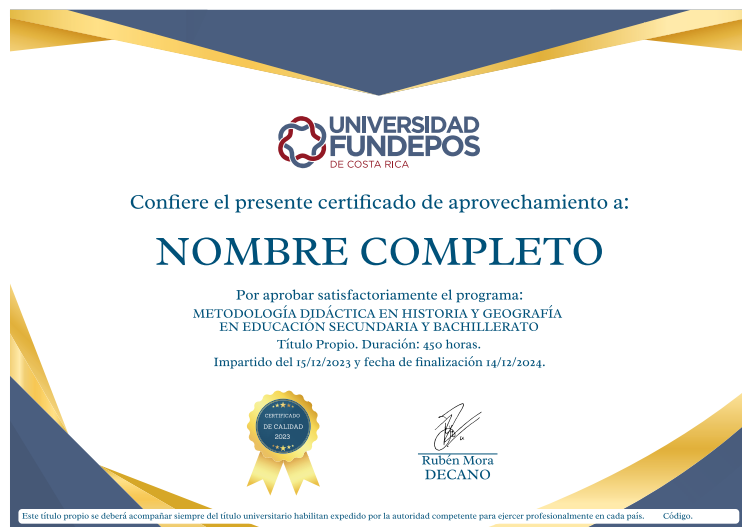 UNIVERSIDAD
FUNDEPOS
DE COSTA RICA
Confiere el presente certificado de aprovechamiento a:
NOMBRE COMPLETO
Por aprobar satisfactoriamente el programa:
METODOLOGÍA DIDÁCTICA EN HISTORIA Y GEOGRAFÍA
EN EDUCACIÓN SECUNDARIA Y BACHILLERATO
Título Propio. Duración: 450 horas.
Impartido del 15/12/2023 y fecha de finalización 14/12/2024.
CERTIFICADO
DE CALIDAD
2023
Rubén Mora
DECANO
Este título propio se deberá acompañar siempre del título universitario habilitan expedido por la autoridad competente para ejercer profesionalmente en cada país. Código.